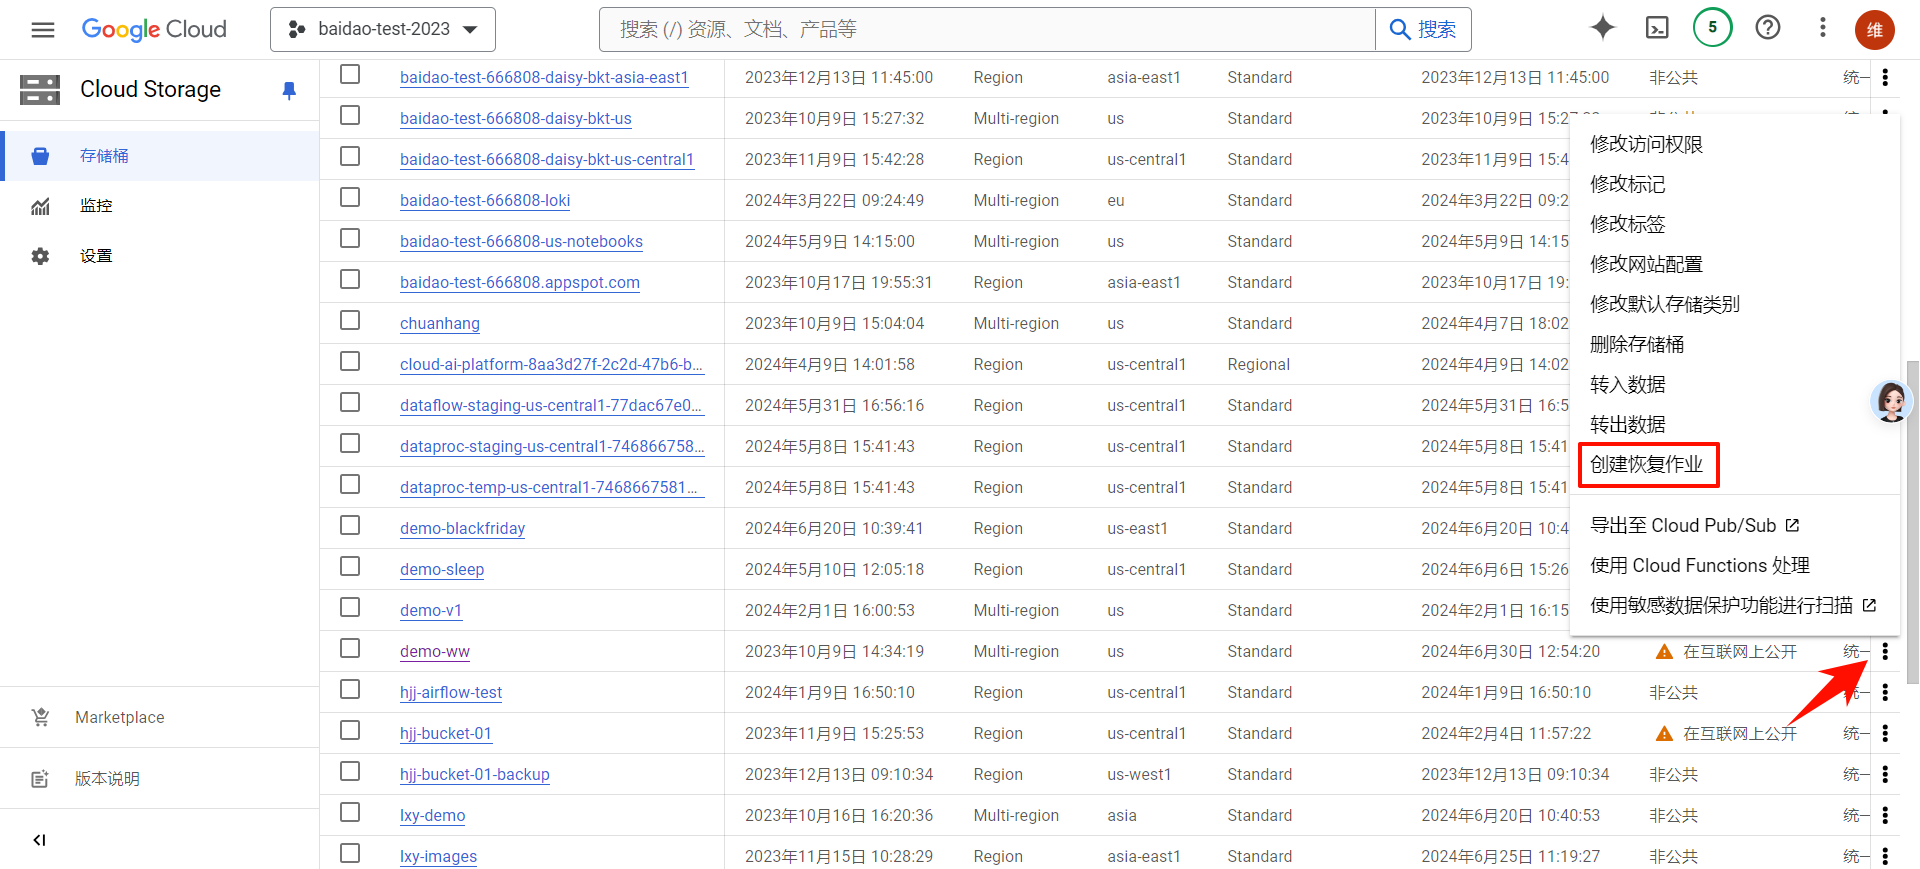 Google Cloud
baidao-test-2023
搜索 (/) 资源、文档、产品等
搜索
5
维
Cloud Storage
存储桶
监控
设置
Marketplace
版本说明
baidao-test-666808-daisy-bkt-asia-east1 2023年12月13日 11:45:00 Region asia-east1 Standard 2023年12月13日 11:45:00 非公共 统一
baidao-test-666808-daisy-bkt-us 2023年10月9日 15:27:32 Multi-region us Standard 2023年10月9日 15:27
baidao-test-666808-daisy-bkt-us-central1 2023年11月9日 15:42:28 Region us-central1 Standard 2023年11月9日 15:4
baidao-test-666808-loki 2024年3月22日 09:24:49 Multi-region eu Standard 2024年3月22日 09:2
baidao-test-666808-us-notebooks 2024年5月9日 14:15:00 Multi-region us Standard 2024年5月9日 14:15
baidao-test-666808.appspot.com 2023年10月17日 19:55:31 Region asia-east1 Standard 2023年10月17日 19:
chuanhang 2023年10月9日 15:04:04 Multi-region us Standard 2024年4月7日 18:02
cloud-ai-platform-8aa3d27f-2c2d-47b6-b... 2024年4月9日 14:01:58 Region us-central1 Regional 2024年4月9日 14:02
dataflow-staging-us-central1-77dac67e0... 2024年5月31日 16:56:16 Region us-central1 Standard 2024年5月31日 16:5
dataproc-staging-us-central1-746866758... 2024年5月8日 15:41:43 Region us-central1 Standard 2024年5月8日 15:41
dataproc-temp-us-central1-7468667581... 2024年5月8日 15:41:43 Region us-central1 Standard 2024年5月8日 15:41
demo-blackfriday 2024年6月20日 10:39:41 Region us-east1 Standard 2024年6月20日 10:4
demo-sleep 2024年5月10日 12:05:18 Region us-central1 Standard 2024年6月6日 15:26
demo-v1 2024年2月1日 16:00:53 Multi-region us Standard 2024年2月1日 16:15
demo-ww 2023年10月9日 14:34:19 Multi-region us Standard 2024年6月30日 12:54:20 在互联网上公开 统一
hjj-airflow-test 2024年1月9日 16:50:10 Region us-central1 Standard 2024年1月9日 16:50:10 非公共 统一
hjj-bucket-01 2023年11月9日 15:25:53 Region us-central1 Standard 2024年2月4日 11:57:22 在互联网上公开 统一
hjj-bucket-01-backup 2023年12月13日 09:10:34 Region us-west1 Standard 2023年12月13日 09:10:34 非公共 统一
lxy-demo 2023年10月16日 16:20:36 Multi-region asia Standard 2024年6月20日 10:40:53 非公共 统一
lxy-images 2023年11月15日 10:28:29 Region asia-east1 Standard 2024年6月25日 11:19:27 非公共 统一
修改访问权限
修改标记
修改标签
修改网站配置
修改默认存储类别
删除存储桶
转入数据
转出数据
创建恢复作业
导出至 Cloud Pub/Sub
使用 Cloud Functions 处理
使用敏感数据保护功能进行扫描